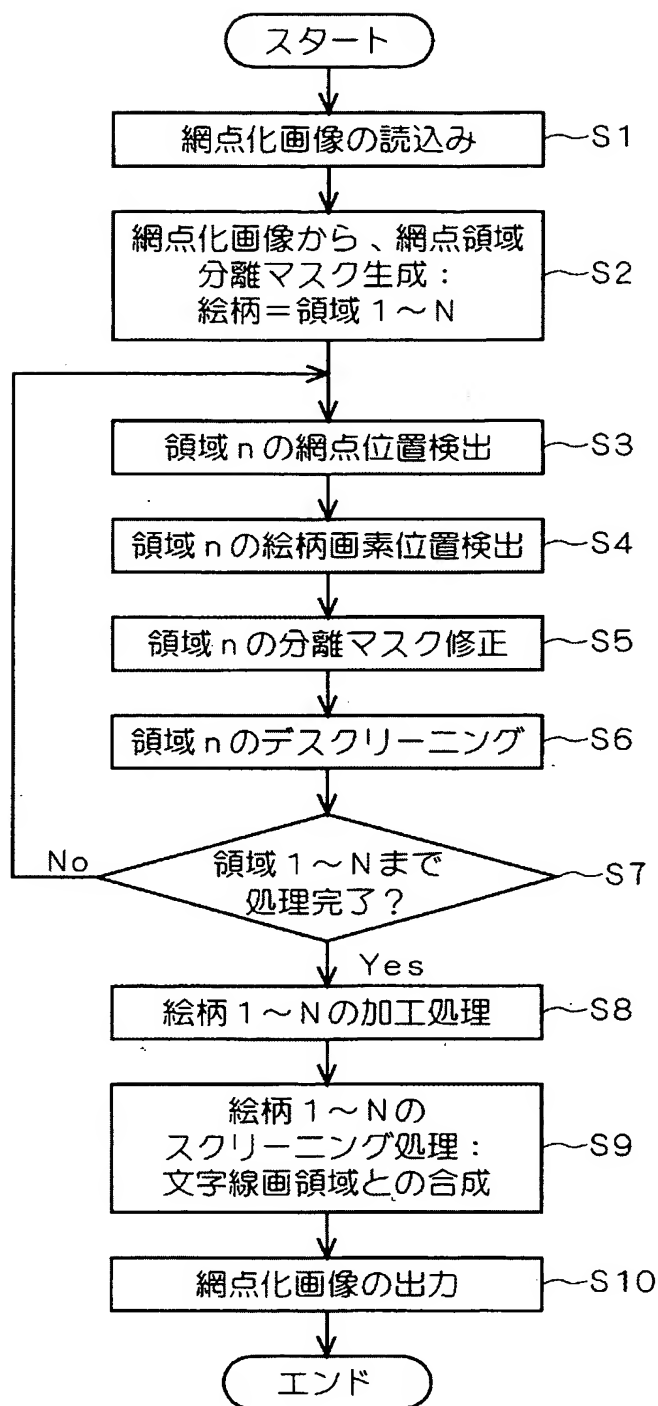 スタート
網点化画像の読込み
S1
網点化画像から、網点領域
分離マスク生成:
絵柄=領域1~N
S2
領域nの網点位置検出
S3
領域nの絵柄画素位置検出
S4
領域nの分離マスク修正
S5
領域nのデスクリーニング
S6
No
領域1~Nまで
処理完了?
S7
Yes
絵柄1~Nの加工処理
S8
絵柄1~Nの
スクリーニング処理:
文字線画領域との合成
S9
網点化画像の出力
S10
エンド